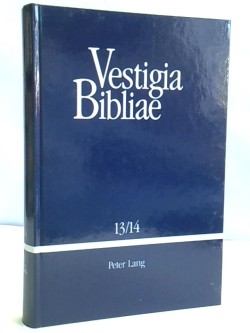 Vestigia
Bibliae
13/14
Peter Lang